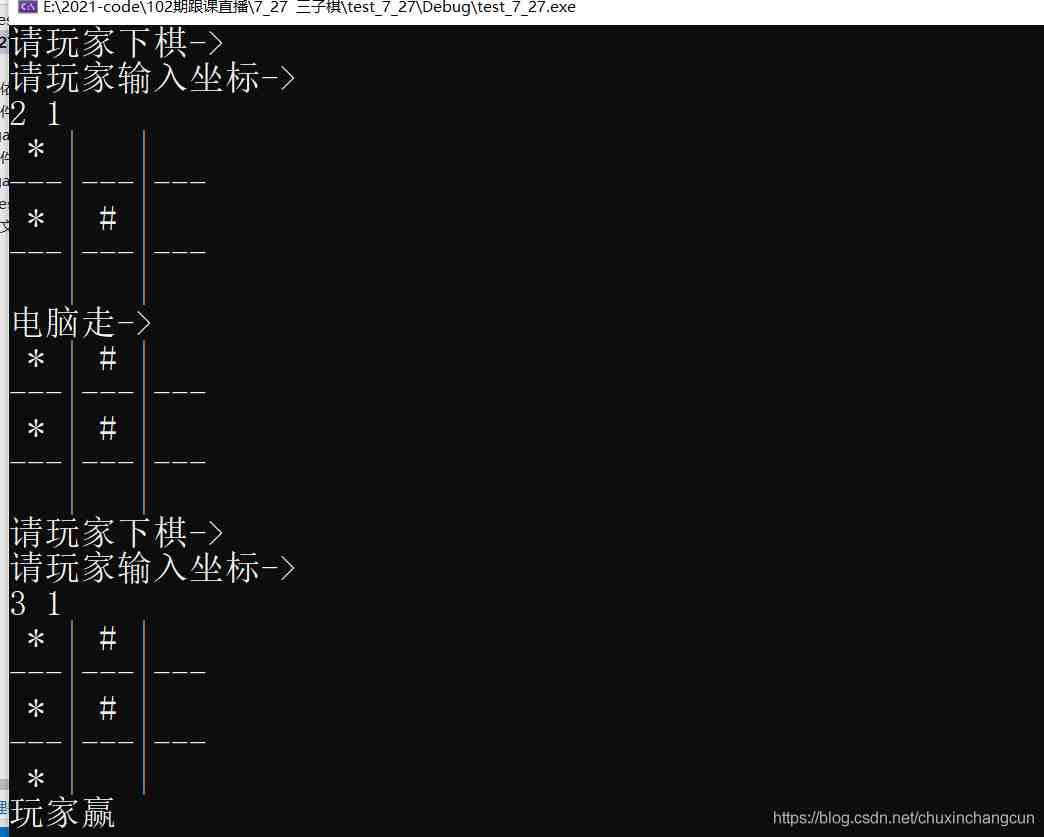 E:\2021-code\102期跟课直播\7_27 三子棋\test_7_27\Debug\test_7_27.exe
请玩家下棋->
请玩家输入坐标->
2 1
 * |   |
---|---|---
 * | # |
---|---|---
   |   |
电脑走->
 * | # |
---|---|---
 * | # |
---|---|---
   |   |
请玩家下棋->
请玩家输入坐标->
3 1
 * | # |
---|---|---
 * | # |
---|---|---
 * |   |
玩家赢
https://blog.csdn.net/chuxinchangcun